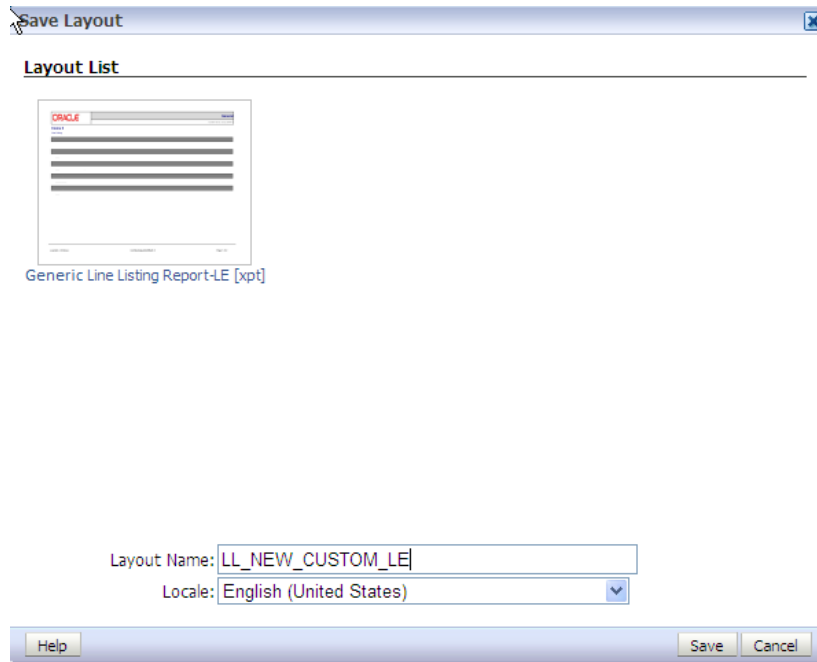 Save Layout
Layout List
ORACLE
Generic Line Listing Report-LE [xpt]
Layout Name: LL_NEW_CUSTOM_LE
Locale: English (United States)
Help Save Cancel